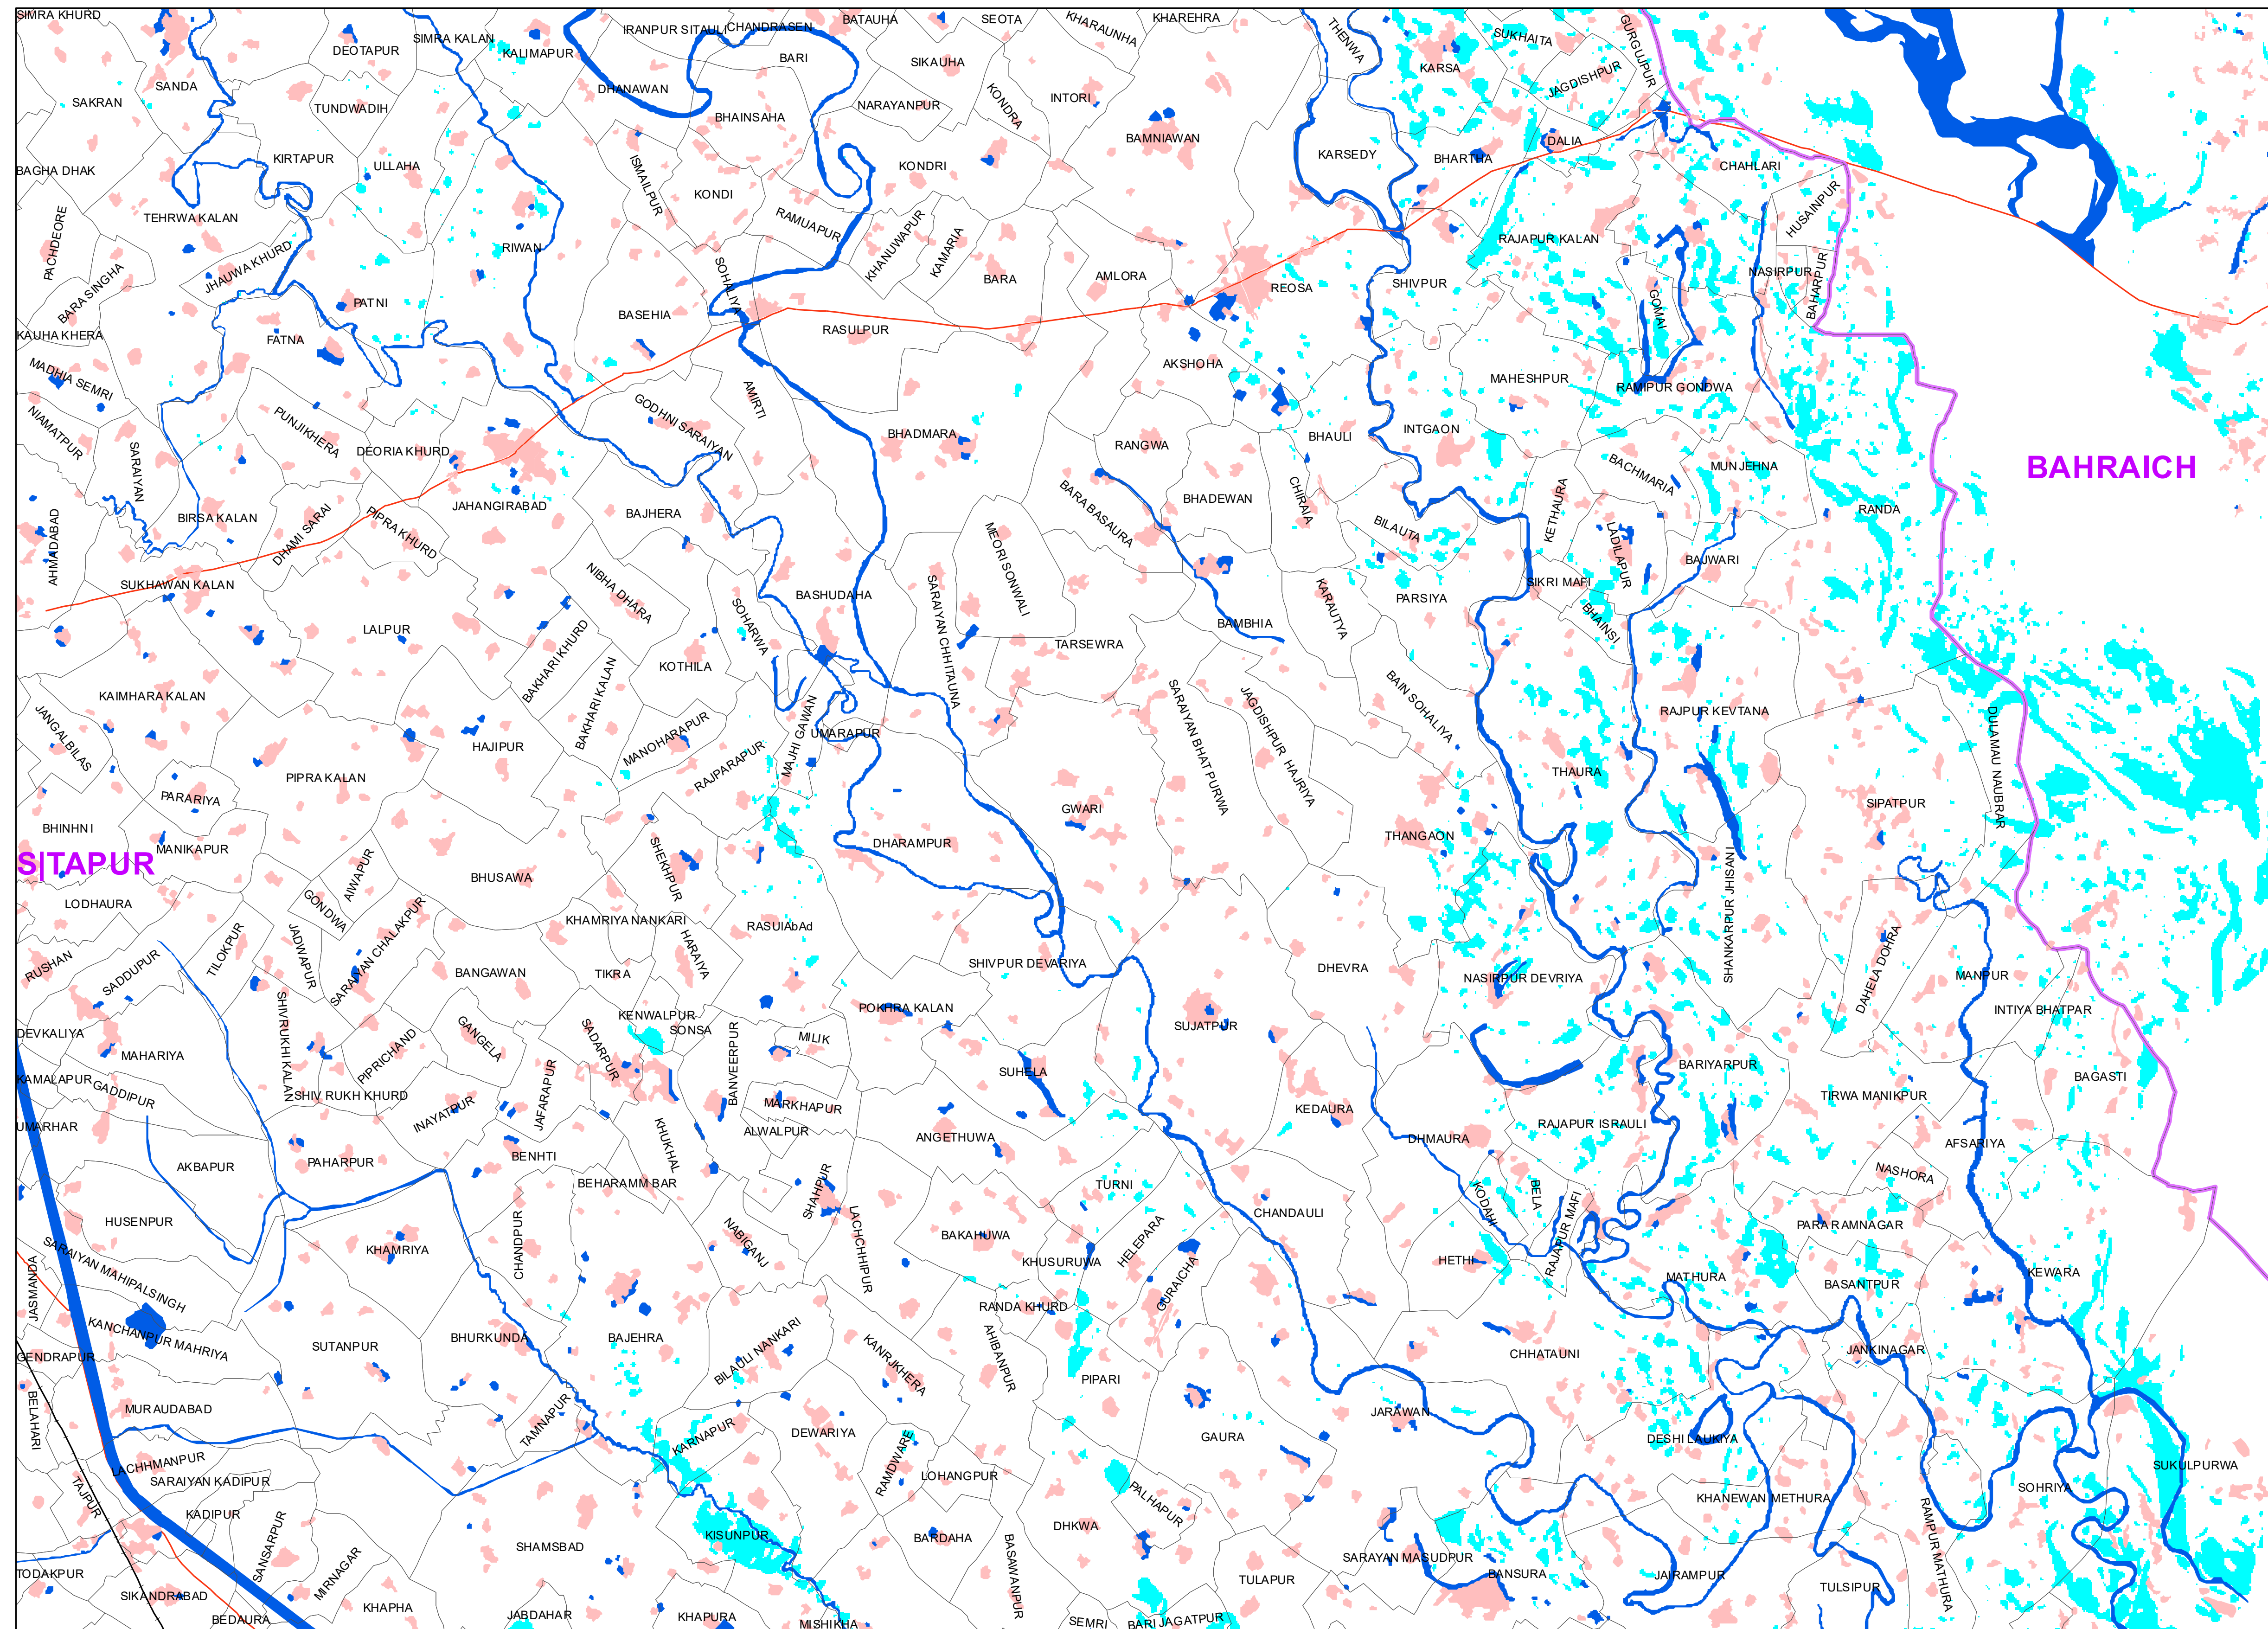 SIMRA KHURD
IRANPUR SITAULI
CHANDRASEN
BATAUHA
SEOTA
KHARAUNHA
KHAREHRA
THENWA
SUKHAITA
GURGUJPUR
DEOTAPUR
SIMRA KALAN
KALIMAPUR
BARI
SIKAUHA
KARSA
JAGDISHPUR
SAKRAN
SANDA
TUNDWADIH
DHANAWAN
BHAINSAHA
NARAYANPUR
KONDRA
INTORI
BAMNIAWAN
KARSEDY
BHARTHA
DALIA
CHAHLARI
BAGHA DHAK
KIRTAPUR
ULLAHA
ISMAILPUR
KONDI
KONDRI
HUSAINPUR
PACHDEORE
TEHRWA KALAN
RIWAN
RAMUAPUR
KHANUWAPUR
KAMARIA
BARA
AMLORA
REOSA
SHIVPUR
RAJAPUR KALAN
NASIRPUR
BAHARPUR
GOMAI
BARA SINGHA
JHAUWA KHURD
PATNI
SOHALIYA
BASEHIA
RASULPUR
KAUHA KHERA
FATNA
AKSHOHA
MAHESHPUR
RAMIPUR GONDWA
MADHIA SEMRI
NIAMATPUR
SARAIYAN
PUNJIKHERA
DEORIA KHURD
GODHNI SARAIYAN
AMIRTI
BHADMARA
RANGWA
BHAULI
INTGAON
BACHMARIA
MUNJEHNA
BAHRAICH
AHMADABAD
BIRSA KALAN
DHAMI SARAI
PIPRA KHURD
JAHANGIRABAD
BAJHERA
MEORI SONWALI
BARA BASAURA
BHADEWAN
CHIRAIA
BILAUTA
KETHAURA
LADILAPUR
BAJWARI
RANDA
SUKHAWAN KALAN
NIBHA DHARA
SOHARWA
BASHUDAHA
SARAIYAN CHHITAUNA
BAMBHIA
KARAUTYA
PARSIYA
SIKRI MAFI
BHAINSI
LALPUR
BAKHARI KHURD
BAKHARI KALAN
KOTHILA
TARSEWRA
KAIMHARA KALAN
JANGALBILAS
HAJIPUR
MANOHARAPUR
RAJPARAPUR
MAJHI GAWAN
UMARAPUR
SARAIYAN BHAT PURWA
JAGDISHPUR HAJRIYA
BAIN SOHALIYA
RAJPUR KEVTANA
DULAMAU NAUBRAR
PIPRA KALAN
PARARIYA
THAURA
SIPATPUR
BHINHNI
MANIKAPUR
GWARI
THANGAON
SITAPUR
AIWAPUR
GONDWA
BHUSAWA
SHEKHPUR
DHARAMPUR
SHANKARPUR JHISANI
LODHAURA
SARAIYAN CHALAKPUR
KHAMRIYA NANKARI
HARAIYA
RASUlAbAd
RUSHAN
SADDUPUR
TILOKPUR
JADWAPUR
BANGAWAN
TIKRA
SHIVPUR DEVARIYA
DHEVRA
NASIRPUR DEVRIYA
DAHELA DOHRA
MANPUR
INTIYA BHATPAR
DEVKALIYA
MAHARIYA
SHIVRUKHI KALAN
PIPRICHAND
GANGELA
SADARPUR
KENWALPUR
SONSA
BANVEERPUR
MILIK
POKHRA KALAN
SUJATPUR
KAMALAPUR
GADDIPUR
SHIV RUKH KHURD
INAYATPUR
JAFARAPUR
MARKHAPUR
SUHELA
KEDAURA
BARIYARPUR
TIRWA MANIKPUR
BAGASTI
UMARHAR
AKBAPUR
PAHARPUR
BENHTI
KHUKHAL
ALWALPUR
ANGETHUWA
DHMAURA
RAJAPUR ISRAULI
AFSARIYA
NASHORA
BEHARAMM BAR
SHAHPUR
TURNI
KODAHI
BELA
RAJAPUR MAFI
HUSENPUR
KHAMRIYA
CHANDPUR
NABIGANJ
LACHCHIPUR
BAKAHUWA
KHUSURUWA
HELEPARA
GURAICHA
CHANDAULI
HETHI
PARA RAMNAGAR
JASMANDA
SARAIYAN MAHIPALSINGH
MATHURA
BASANTPUR
KEWARA
KANCHANPUR MAHRIYA
SUTANPUR
BHURKUNDA
BAJEHRA
BILAULI NANKARI
KANRJKHERA
RANDA KHURD
AHIBANPUR
PIPARI
CHHATAUNI
JANKINAGAR
GENDRAPUR
BELAHARI
MURAUDABAD
TAMNAPUR
KARNAPUR
DEWARIYA
RAMDWARE
GAURA
JARAWAN
DESHI LAUKIYA
LACHHMANPUR
SARAIYAN KADIPUR
LOHANGPUR
PALHAPUR
KHANEWAN METHURA
SOHRIYA
SUKULPURWA
TAJPUR
KADIPUR
SANSARPUR
SHAMSBAD
KISUNPUR
BARDAHA
BASAWANPUR
DHKWA
SARAYAN MASUDPUR
BANSURA
JAIRAMPUR
RAMPUR MATHURA
TODAKPUR
SIKANDRABAD
BEDAURA
MIRNAGAR
KHAPHA
JABDAHAR
KHAPURA
MISHIKHA
SEMRI
BARI JAGATPUR
TULAPUR
TULSIPUR